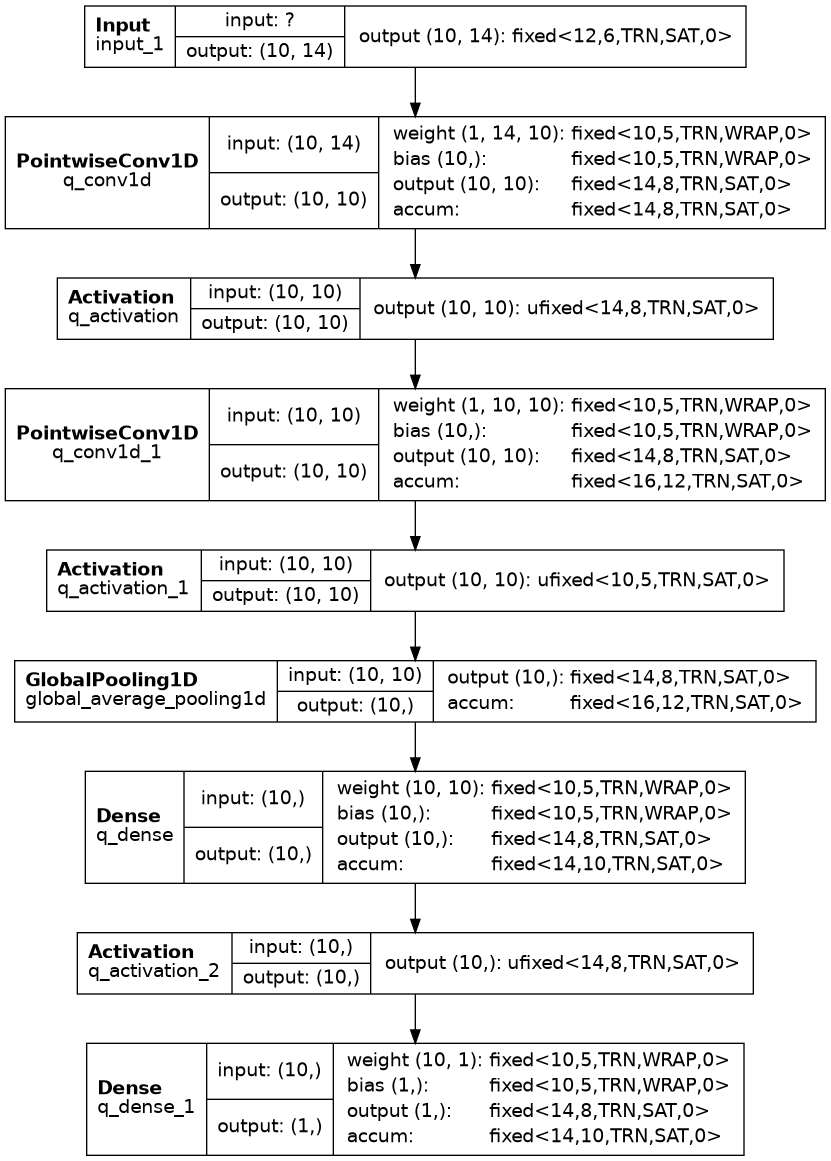 Input
input_1
input: ?
output: (10, 14)
output (10, 14): fixed<12,6,TRN,SAT,0>
PointwiseConv1D
q_conv1d
input: (10, 14)
output: (10, 10)
weight (1, 14, 10): fixed<10,5,TRN,WRAP,0>
bias (10,): fixed<10,5,TRN,WRAP,0>
output (10, 10): fixed<14,8,TRN,SAT,0>
accum: fixed<14,8,TRN,SAT,0>
Activation
q_activation
input: (10, 10)
output: (10, 10)
output (10, 10): ufixed<14,8,TRN,SAT,0>
PointwiseConv1D
q_conv1d_1
input: (10, 10)
output: (10, 10)
weight (1, 10, 10): fixed<10,5,TRN,WRAP,0>
bias (10,): fixed<10,5,TRN,WRAP,0>
output (10, 10): fixed<14,8,TRN,SAT,0>
accum: fixed<16,12,TRN,SAT,0>
Activation
q_activation_1
input: (10, 10)
output: (10, 10)
output (10, 10): ufixed<10,5,TRN,SAT,0>
GlobalPooling1D
global_average_pooling1d
input: (10, 10)
output: (10,)
output (10,): fixed<14,8,TRN,SAT,0>
accum: fixed<16,12,TRN,SAT,0>
Dense
q_dense
input: (10,)
output: (10,)
weight (10, 10): fixed<10,5,TRN,WRAP,0>
bias (10,): fixed<10,5,TRN,WRAP,0>
output (10,): fixed<14,8,TRN,SAT,0>
accum: fixed<14,10,TRN,SAT,0>
Activation
q_activation_2
input: (10,)
output: (10,)
output (10,): ufixed<14,8,TRN,SAT,0>
Dense
q_dense_1
input: (10,)
output: (1,)
weight (10, 1): fixed<10,5,TRN,WRAP,0>
bias (1,): fixed<10,5,TRN,WRAP,0>
output (1,): fixed<14,8,TRN,SAT,0>
accum: fixed<14,10,TRN,SAT,0>